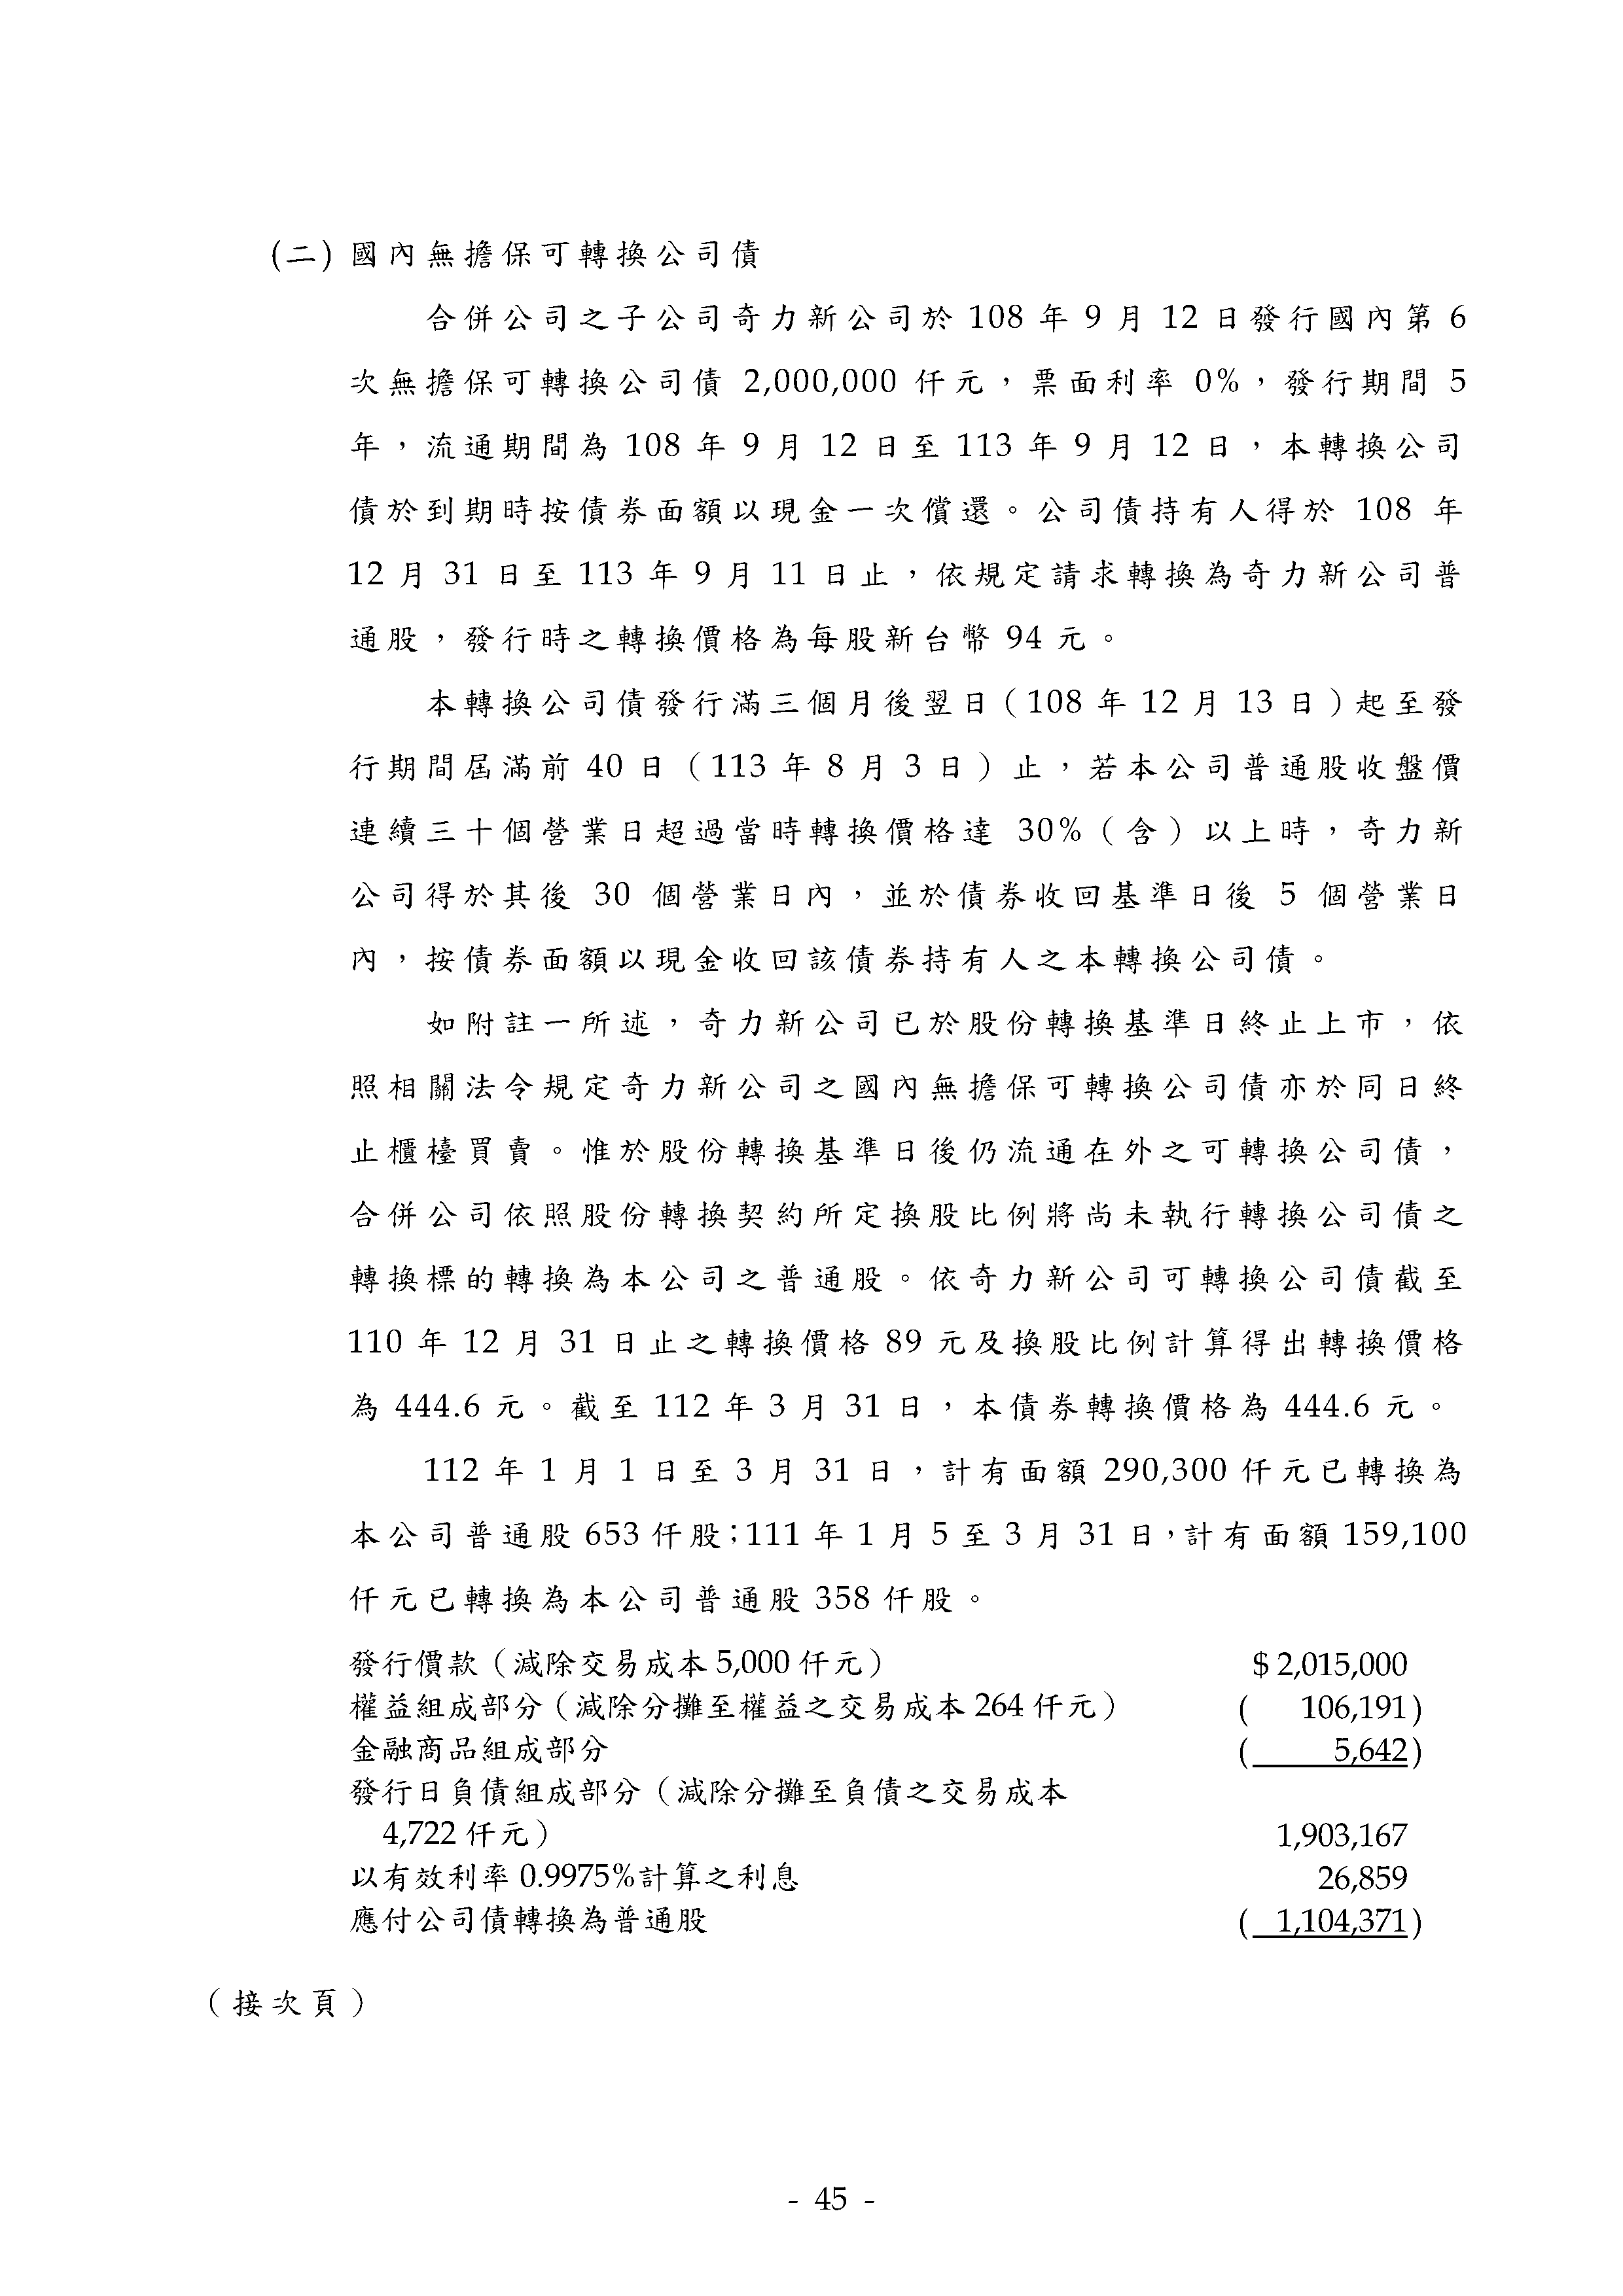 (二) 國內無擔保可轉換公司債
合併公司之子公司奇力新公司於 108 年 9 月 12 日發行國內第 6
次無擔保可轉換公司債 2,000,000 仟元，票面利率 0%，發行期間 5
年，流通期間為 108 年 9 月 12 日至 113 年 9 月 12 日，本轉換公司
債於到期時按債券面額以現金一次償還。公司債持有人得於 108 年
12 月 31 日至 113 年 9 月 11 日止，依規定請求轉換為奇力新公司普
通股，發行時之轉換價格為每股新台幣 94 元。
本轉換公司債發行滿三個月後翌日（108 年 12 月 13 日）起至發
行期間屆滿前 40 日（113 年 8 月 3 日）止，若本公司普通股收盤價
連續三十個營業日超過當時轉換價格達 30%（含）以上時，奇力新
公司得於其後 30 個營業日內，並於債券收回基準日後 5 個營業日
內，按債券面額以現金收回該債券持有人之本轉換公司債。
如附註一所述，奇力新公司已於股份轉換基準日終止上市，依
照相關法令規定奇力新公司之國內無擔保可轉換公司債亦於同日終
止櫃檯買賣。惟於股份轉換基準日後仍流通在外之可轉換公司債，
合併公司依照股份轉換契約所定換股比例將尚未執行轉換公司債之
轉換標的轉換為本公司之普通股。依奇力新公司可轉換公司債截至
110 年 12 月 31 日止之轉換價格 89 元及換股比例計算得出轉換價格
為 444.6 元。截至 112 年 3 月 31 日，本債券轉換價格為 444.6 元。
112 年 1 月 1 日至 3 月 31 日，計有面額 290,300 仟元已轉換為
本公司普通股 653 仟股；111 年 1 月 5 至 3 月 31 日，計有面額 159,100
仟元已轉換為本公司普通股 358 仟股。
發行價款（減除交易成本 5,000 仟元） $ 2,015,000
權益組成部分（減除分攤至權益之交易成本 264 仟元） ( 106,191)
金融商品組成部分 ( 5,642)
發行日負債組成部分（減除分攤至負債之交易成本
4,722 仟元） 1,903,167
以有效利率 0.9975%計算之利息 26,859
應付公司債轉換為普通股 ( 1,104,371)
（接次頁）
- 45 -